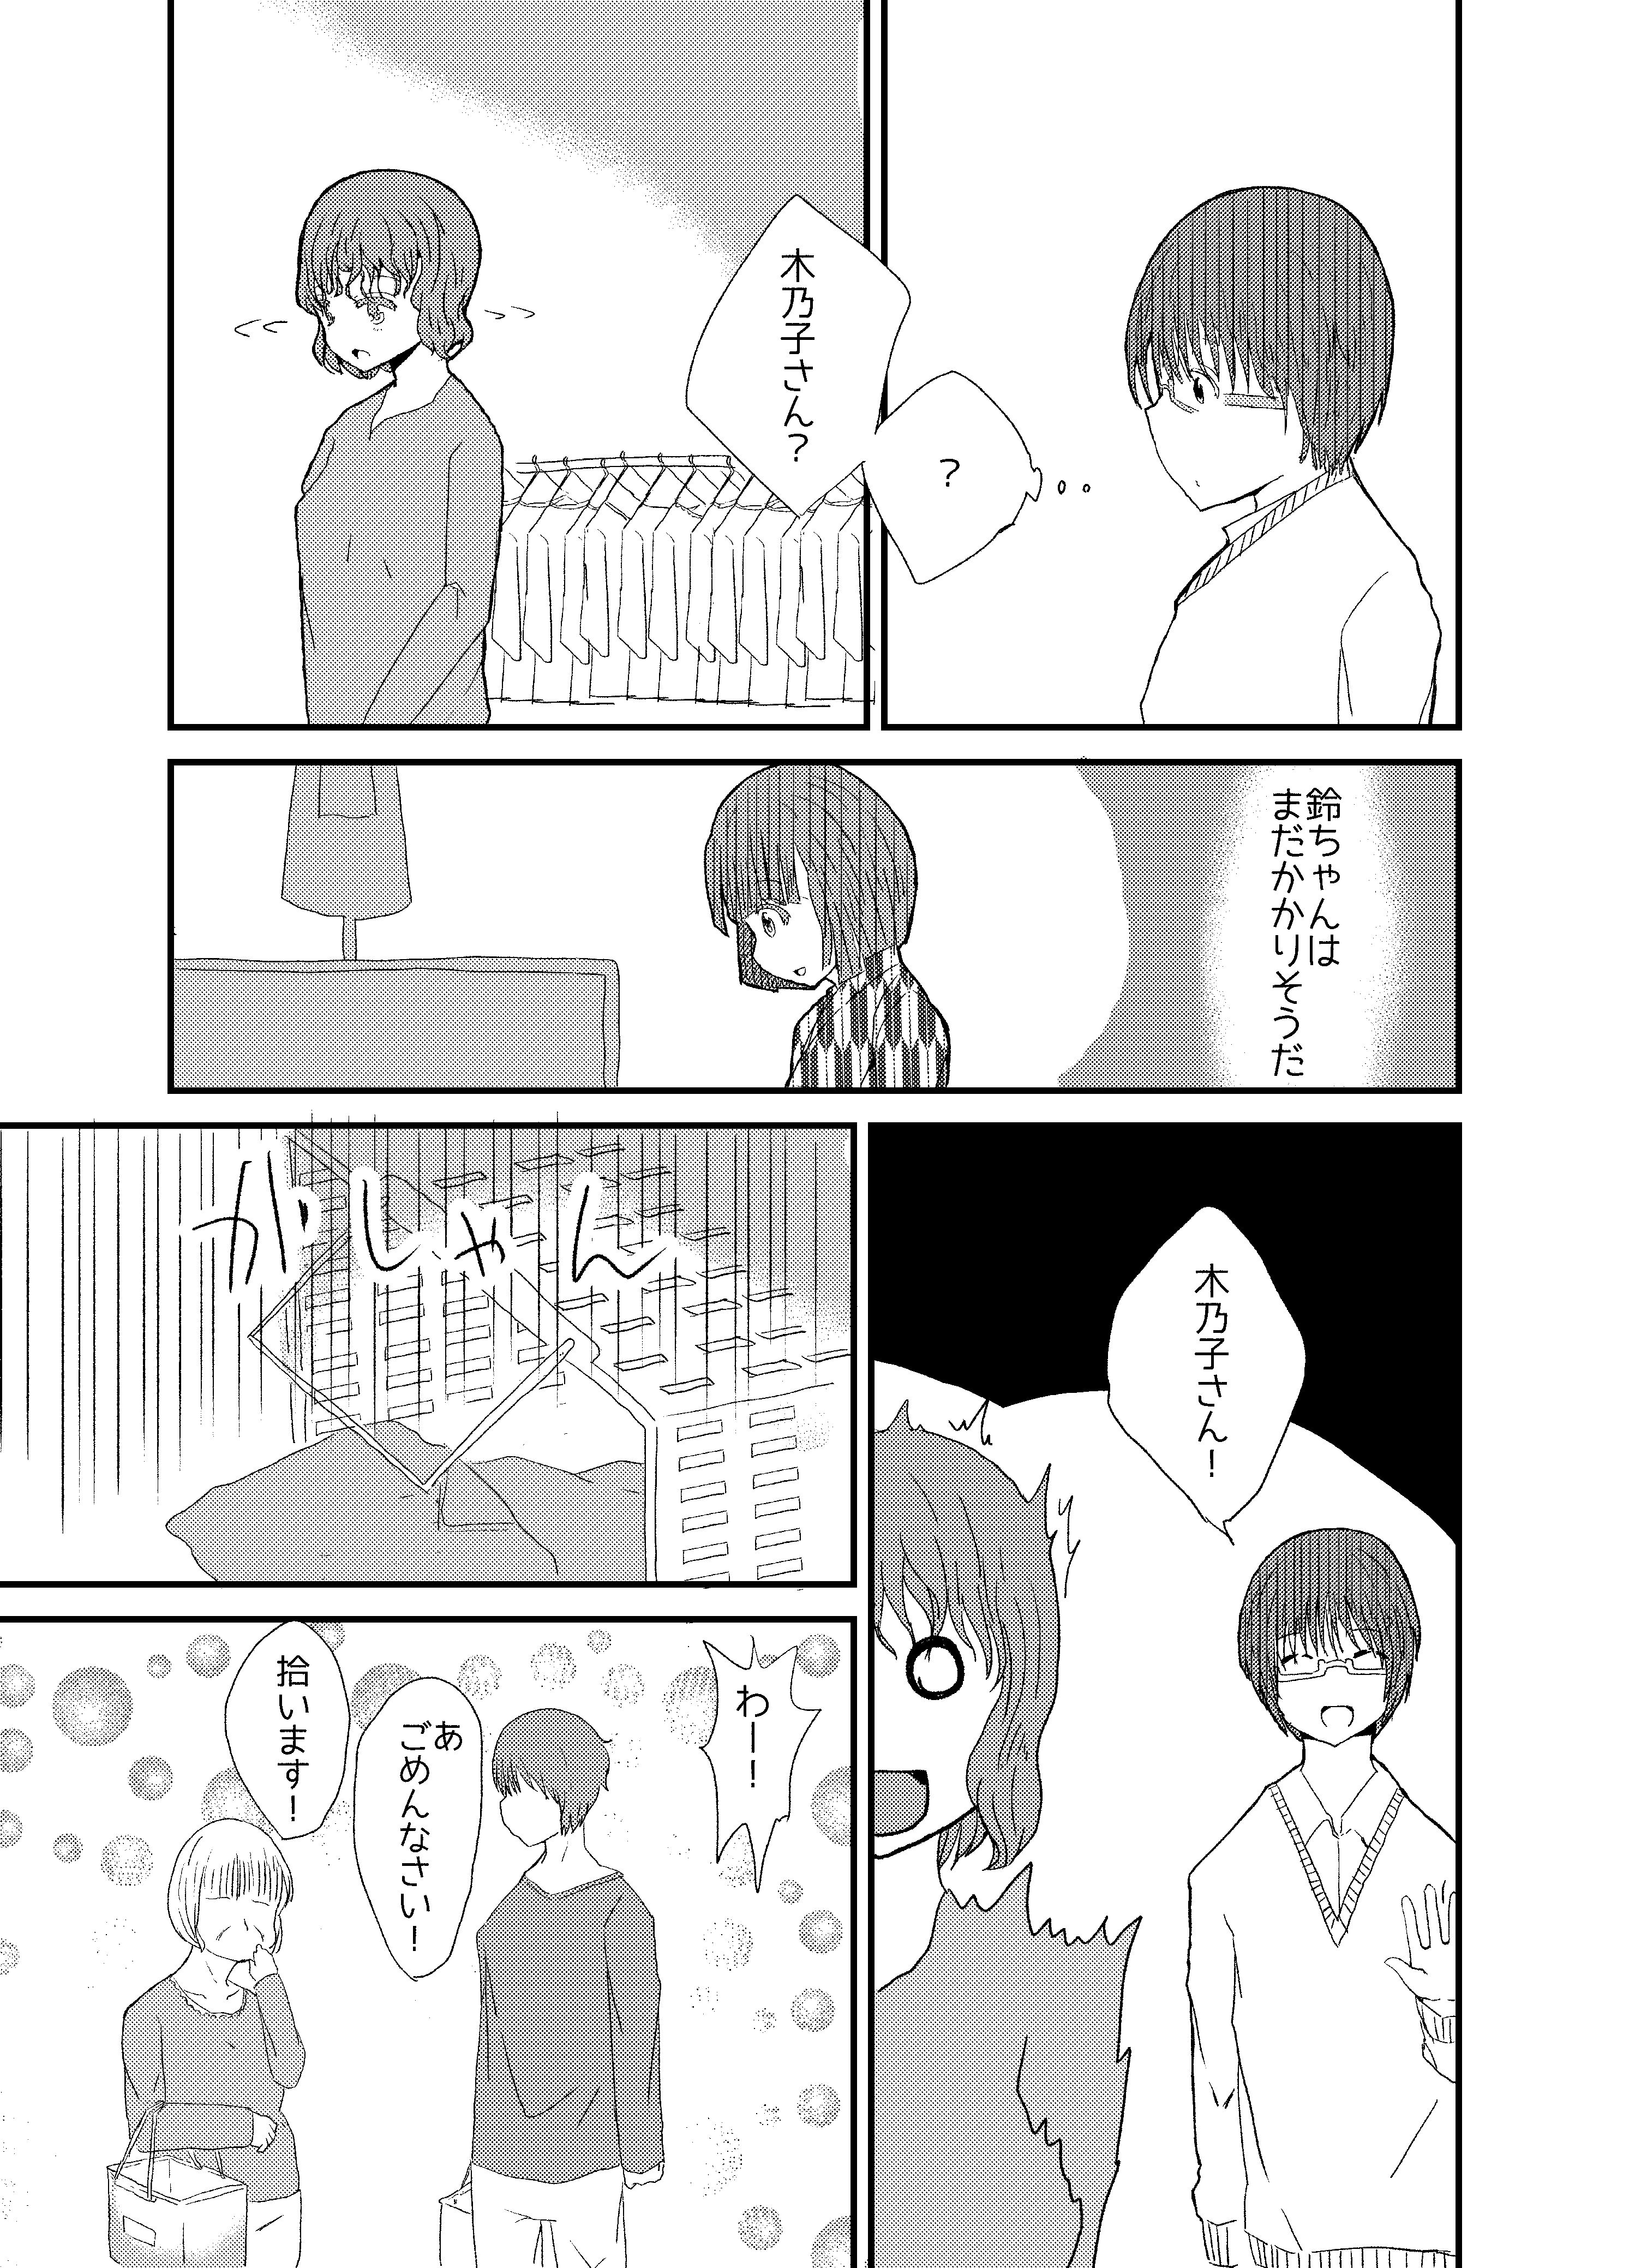 ?
木乃子さん?
鈴ちゃんは
まだかかりそうだ
木乃子さん!
かしゃん
わー!
あ
ごめんなさい!
拾います!